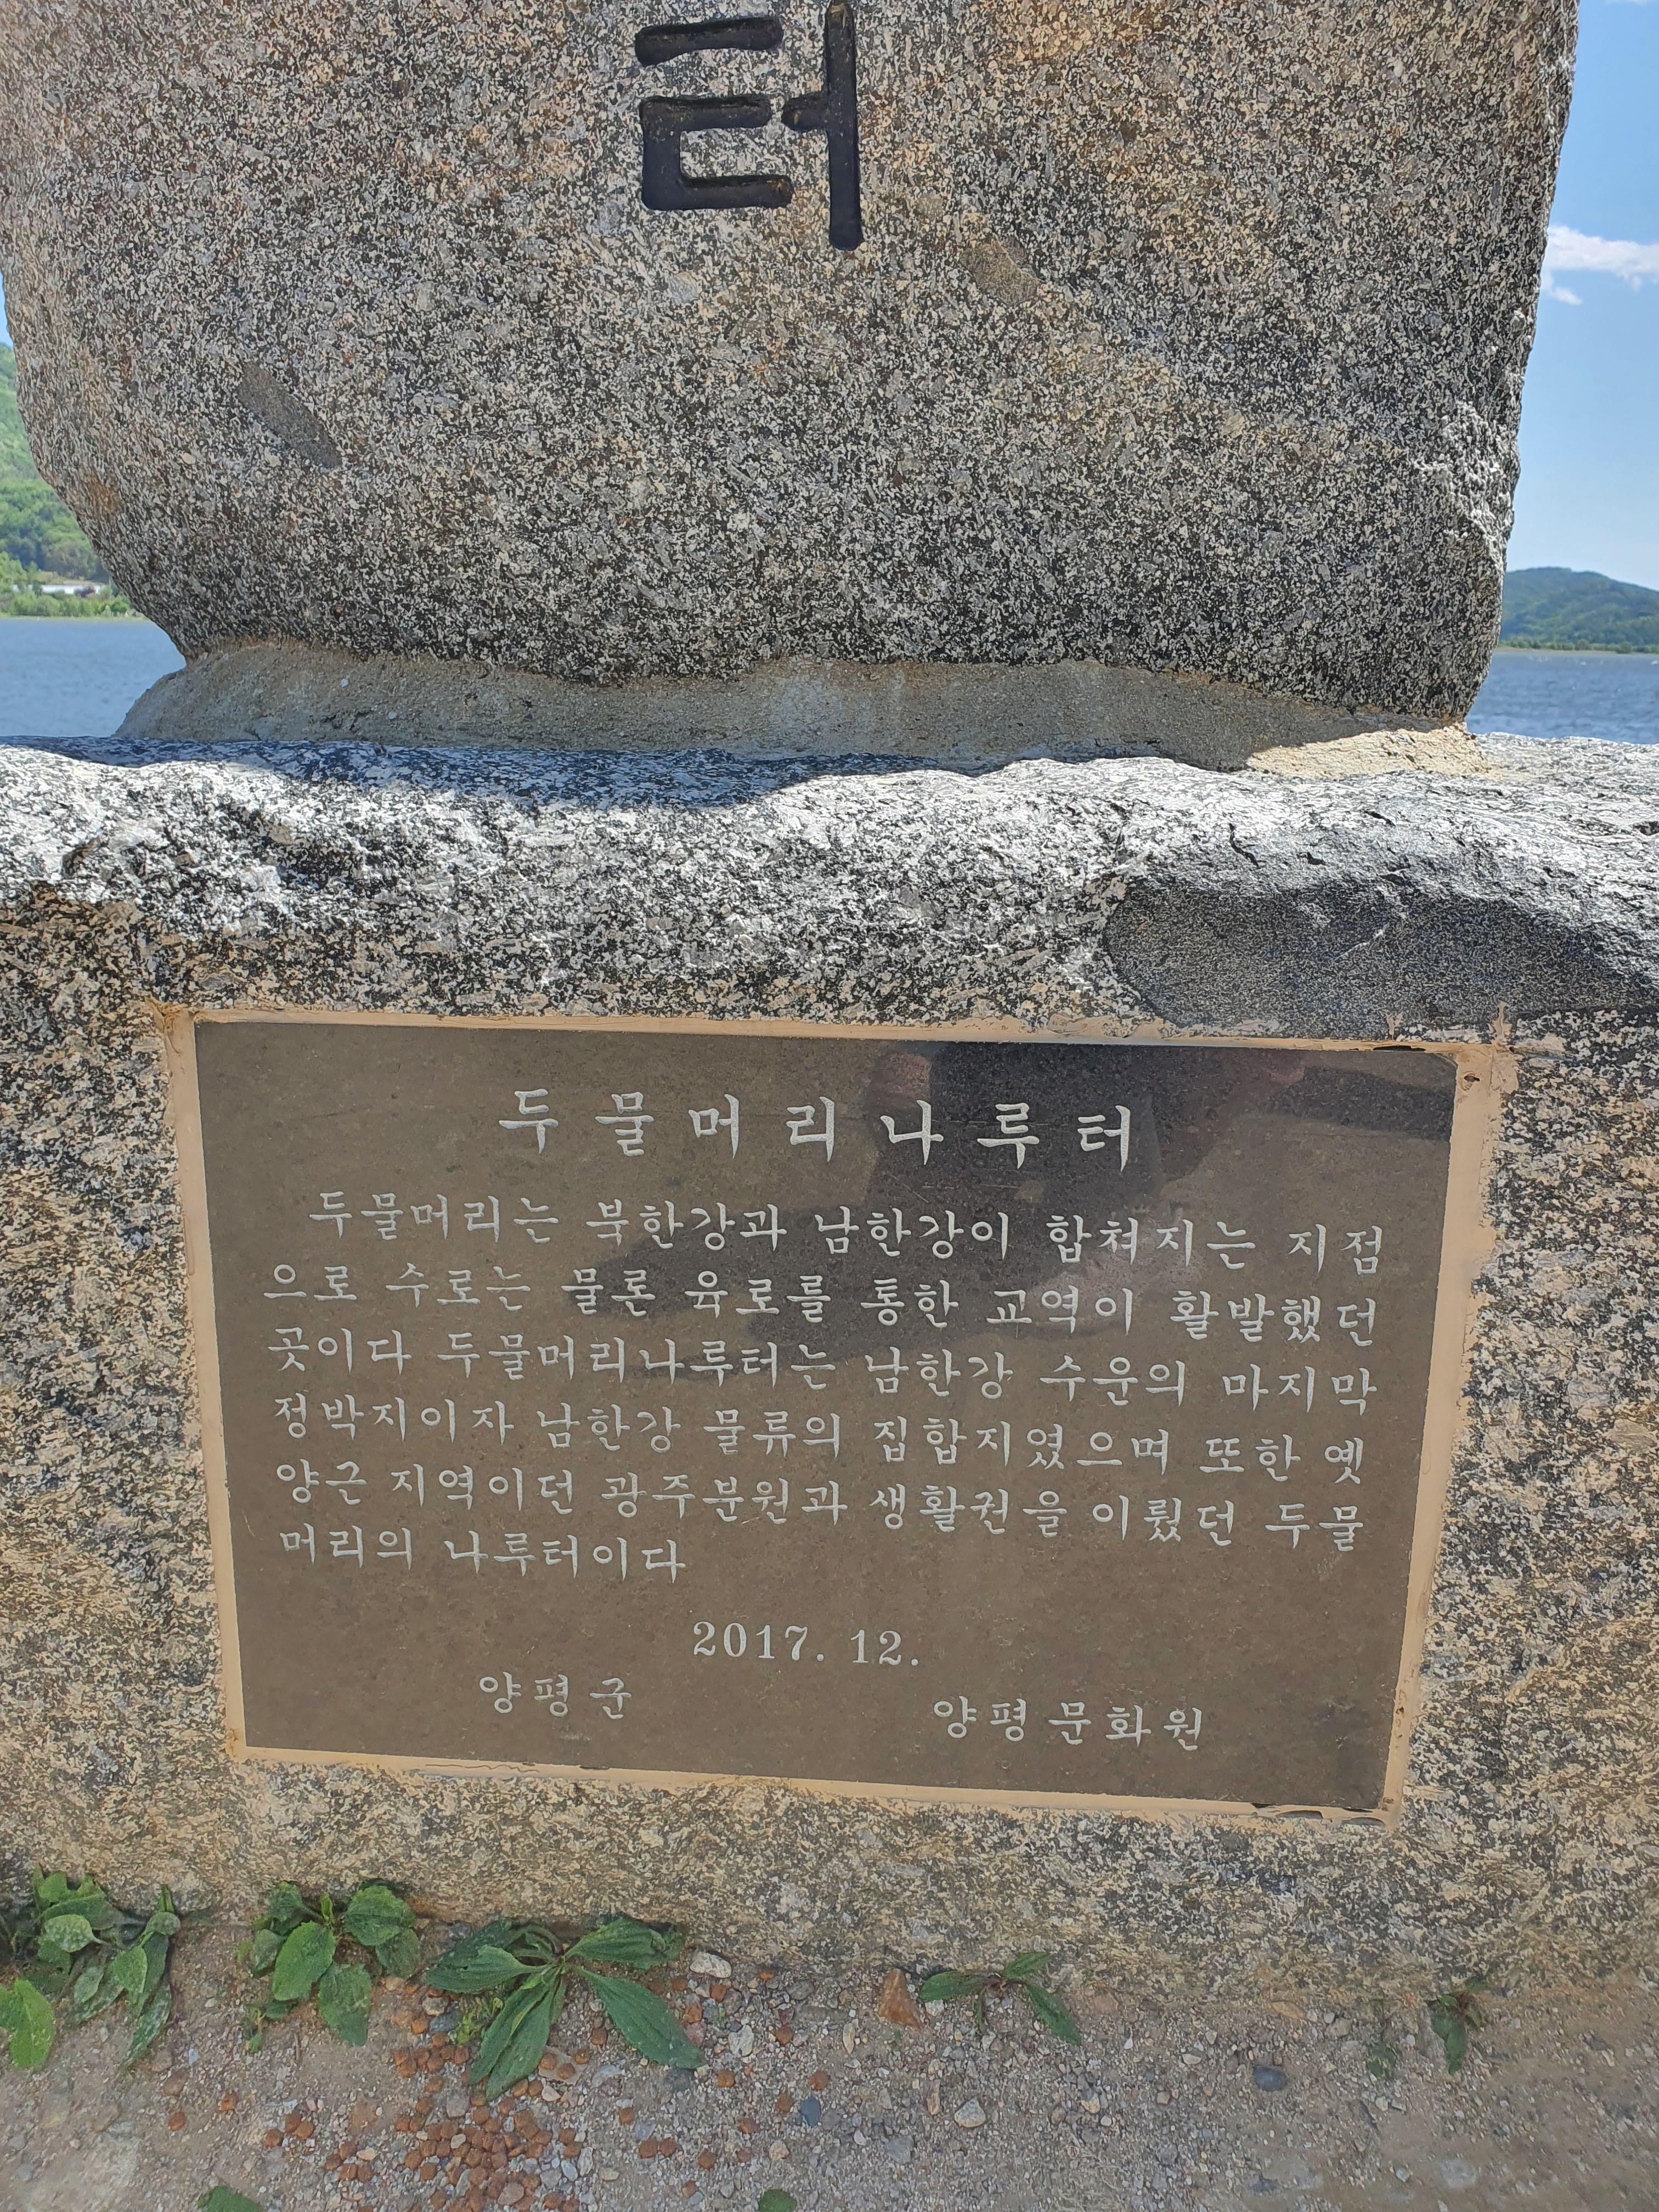 터
두물머리나루터
두물머리는 북한강과 남한강이 합쳐지는 지점
으로 수로는 물론 육로를 통한 교역이 활발했던
곳이다 두물머리나루터는 남한강 수운의 마지막
정박지이자 남한강 물류의 집합지였으며 또한 옛
양근 지역이던 광주분원과 생활권을 이뤘던 두물
머리의 나루터이다
2017. 12.
양평군 양평문화원